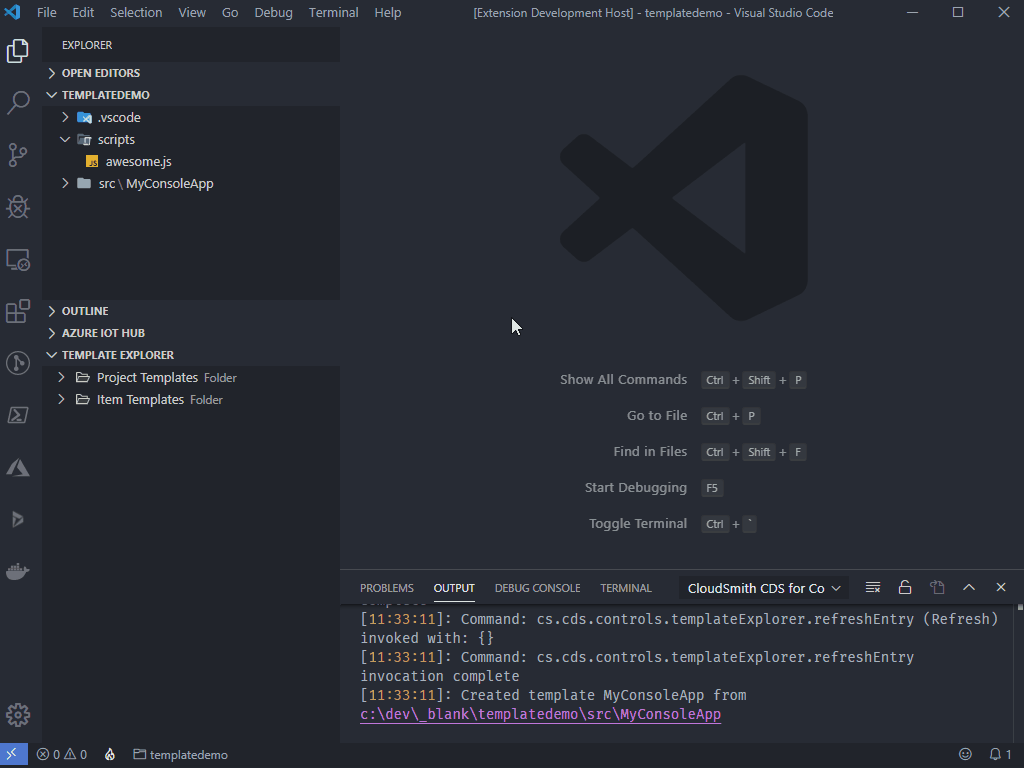 File Edit Selection View Go Debug Terminal Help [Extension Development Host] - templatedemo - Visual Studio Code
EXPLORER
OPEN EDITORS
TEMPLATEDEMO
.vscode
scripts
JS awesome.js
src \ MyConsoleApp
OUTLINE
AZURE IOT HUB
TEMPLATE EXPLORER
Project Templates Folder
Item Templates Folder
Show All Commands Ctrl + Shift + P
Go to File Ctrl + P
Find in Files Ctrl + Shift + F
Start Debugging F5
Toggle Terminal Ctrl + `
PROBLEMS OUTPUT DEBUG CONSOLE TERMINAL CloudSmith CDS for Co
[11:33:11]: Command: cs.cds.controls.templateExplorer.refreshEntry (Refresh)
invoked with: {}
[11:33:11]: Command: cs.cds.controls.templateExplorer.refreshEntry
invocation complete
[11:33:11]: Created template MyConsoleApp from
c:\dev\_blank\templatedemo\src\MyConsoleApp
0 0 templatedemo 1